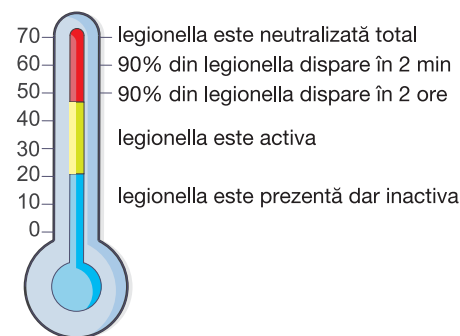 70 legionella este neutralizată total
60 90% din legionella dispare în 2 min
50 90% din legionella dispare în 2 ore
40
legionella este activa
30
20
legionella este prezentă dar inactiva
10
0